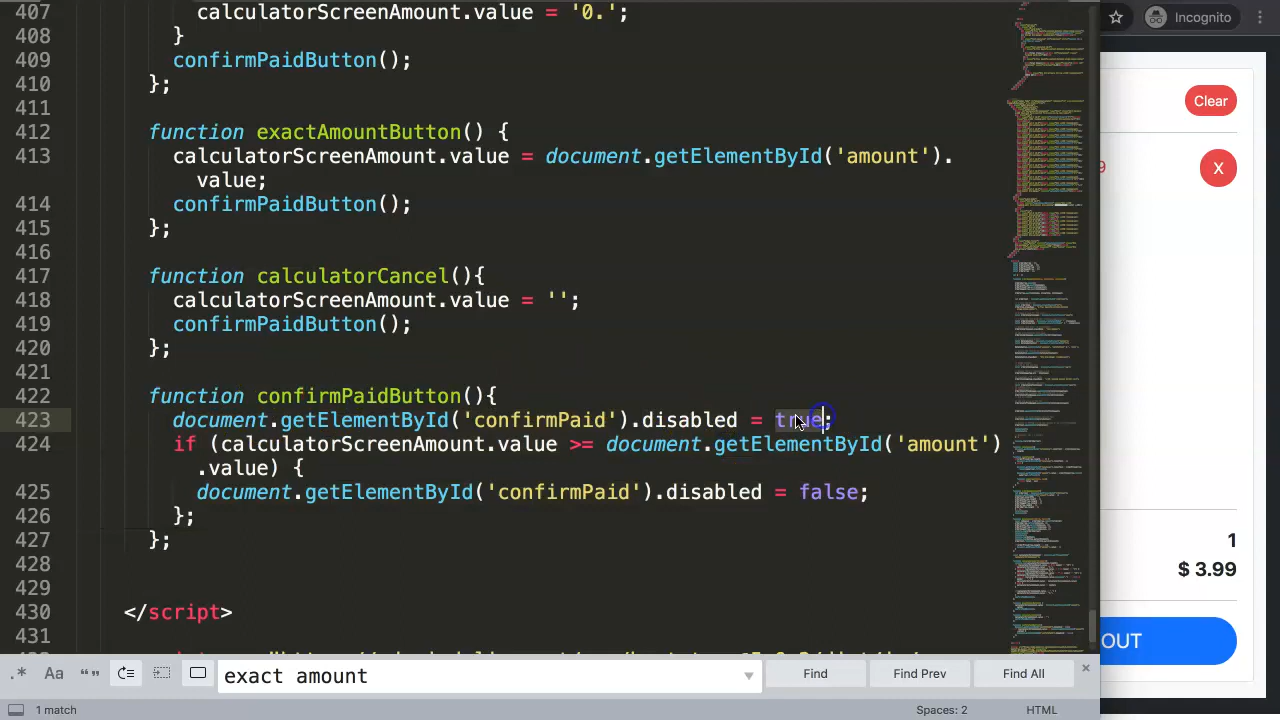 407 calculatorScreenAmount.value = '0.';
408 }
409 confirmPaidButton();
410 };
411
412 function exactAmountButton() {
413 calculatorScreenAmount.value = document.getElementById('amount').
value;
414 confirmPaidButton();
415 };
416
417 function calculatorCancel(){
418 calculatorScreenAmount.value = '';
419 confirmPaidButton();
420 };
421
422 function confirmPaidButton(){
423 document.getElementById('confirmPaid').disabled = true;
424 if (calculatorScreenAmount.value >= document.getElementById('amount')
.value) {
425 document.getElementById('confirmPaid').disabled = false;
426 };
427 };
428
429
430 </script>
431
.* Aa “” exact amount Find Find Prev Find All ×
1 match Spaces: 2 HTML
Incognito
Clear
9 X
1
$ 3.99
OUT